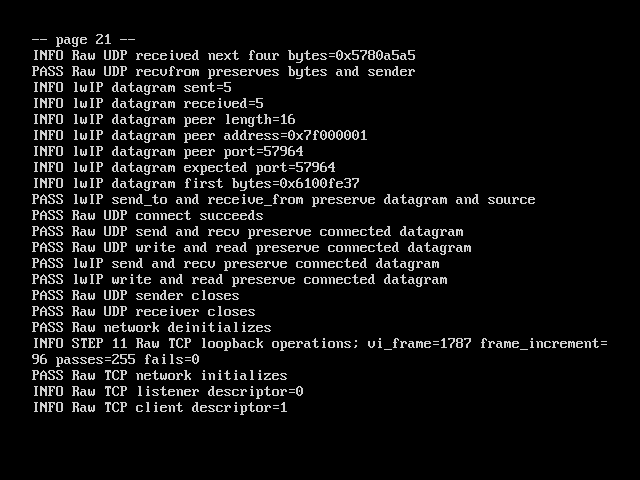 -- page 21 --
INFO Raw UDP received next four bytes=0x5780a5a5
PASS Raw UDP recvfrom preserves bytes and sender
INFO lwIP datagram sent=5
INFO lwIP datagram received=5
INFO lwIP datagram peer length=16
INFO lwIP datagram peer address=0x7f000001
INFO lwIP datagram peer port=57964
INFO lwIP datagram expected port=57964
INFO lwIP datagram first bytes=0x6100fe37
PASS lwIP send_to and receive_from preserve datagram and source
PASS Raw UDP connect succeeds
PASS Raw UDP send and recv preserve connected datagram
PASS Raw UDP write and read preserve connected datagram
PASS lwIP send and recv preserve connected datagram
PASS lwIP write and read preserve connected datagram
PASS Raw UDP sender closes
PASS Raw UDP receiver closes
PASS Raw network deinitializes
INFO STEP 11 Raw TCP loopback operations; vi_frame=1787 frame_increment=
96 passes=255 fails=0
PASS Raw TCP network initializes
INFO Raw TCP listener descriptor=0
INFO Raw TCP client descriptor=1